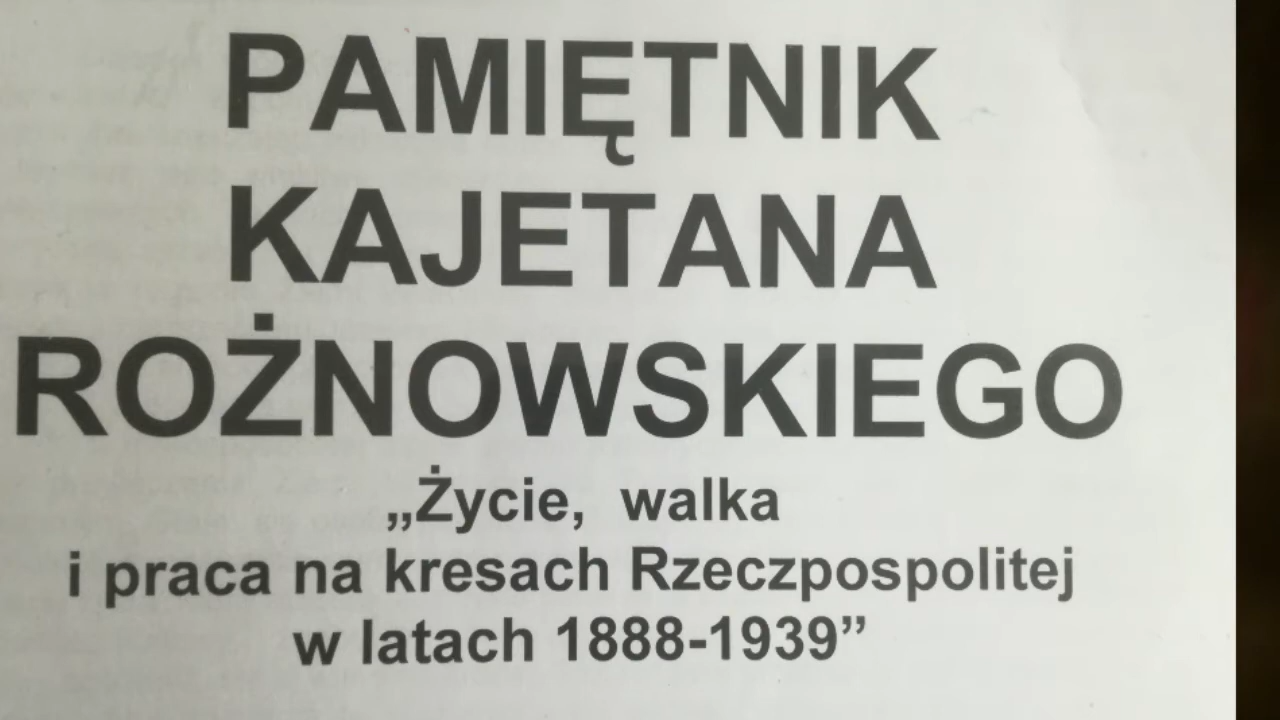 PAMIĘTNIK
KAJETANA
ROŻNOWSKIEGO
„Życie, walka
i praca na kresach Rzeczpospolitej
w latach 1888-1939”